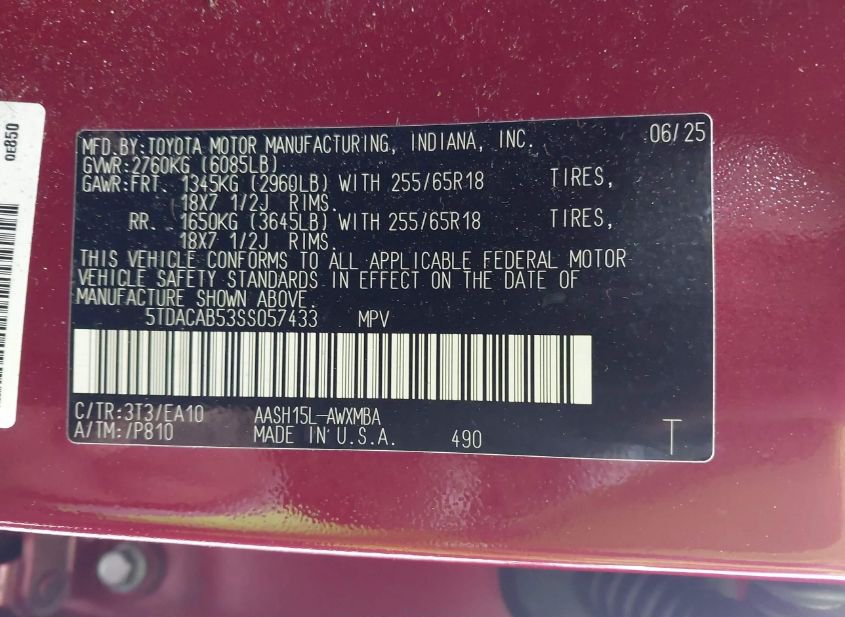 0E850
MFD.BY:TOYOTA MOTOR MANUFACTURING, INDIANA, INC. 06/25
GVWR:2760KG (6085LB)
GAWR:FRT. 1345KG (2960LB) WITH 255/65R18 TIRES,
18X7 1/2J RIMS.
RR. 1650KG (3645LB) WITH 255/65R18 TIRES,
18X7 1/2J RIMS.
THIS VEHICLE CONFORMS TO ALL APPLICABLE FEDERAL MOTOR
VEHICLE SAFETY STANDARDS IN EFFECT ON THE DATE OF
MANUFACTURE SHOWN ABOVE.
5TDACAB53SS057433 MPV
C/TR:3T3/EA10 AASH15L-AWXMBA
A/TM:/P810 MADE IN U.S.A. 490 T